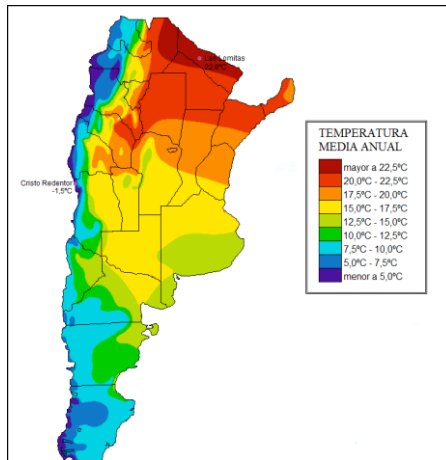 Las Lomitas
Cristo Redentor
-1,5ºC
TEMPERATURA
MEDIA ANUAL
mayor a 22,5ºC
20,0ºC - 22,5ºC
17,5ºC - 20,0ºC
15,0ºC - 17,5ºC
12,5ºC - 15,0ºC
10,0ºC - 12,5ºC
7,5ºC - 10,0ºC
5,0ºC - 7,5ºC
menor a 5,0ºC